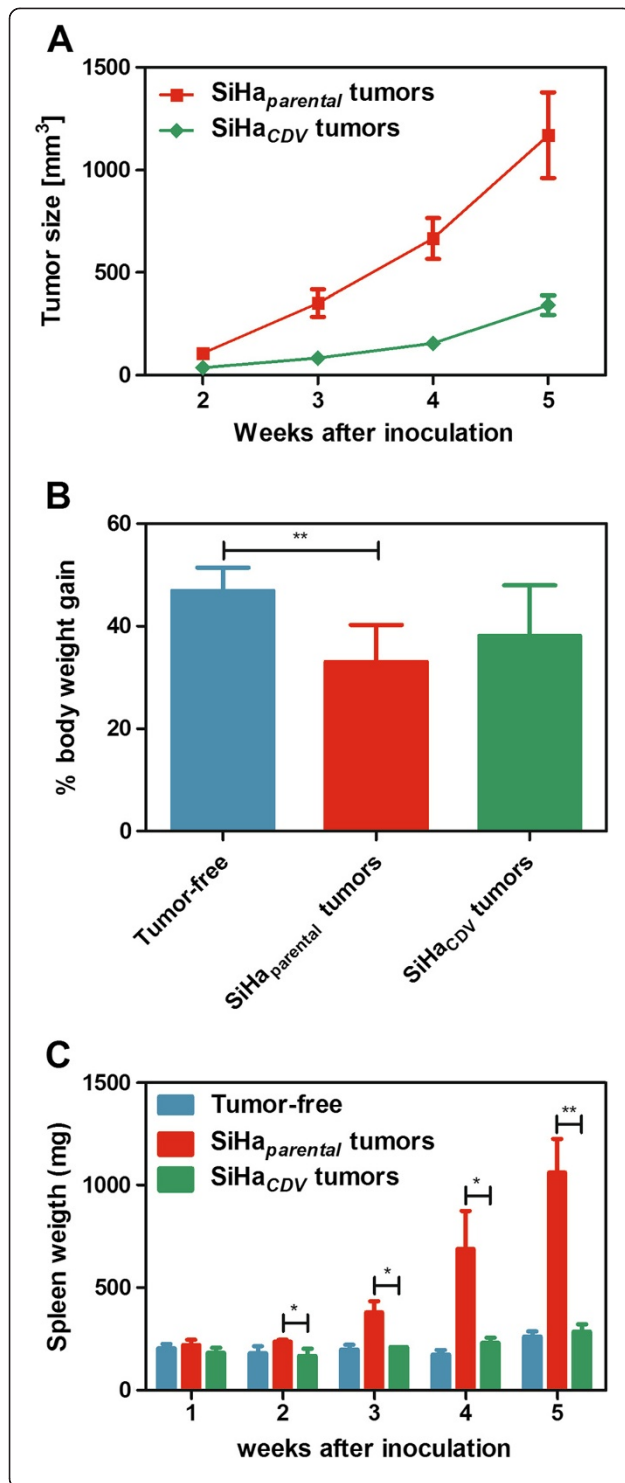 A
1500
1000
500
0
Tumor size [mm³]
SiHaparental tumors
SiHaCDV tumors
2 3 4 5
Weeks after inoculation
B
60
40
20
0
% body weight gain
**
Tumor-free
SiHaparental tumors
SiHaCDV tumors
C
1500
1000
500
0
Spleen weigth (mg)
Tumor-free
SiHaparental tumors
SiHaCDV tumors
*
*
*
**
1 2 3 4 5
weeks after inoculation